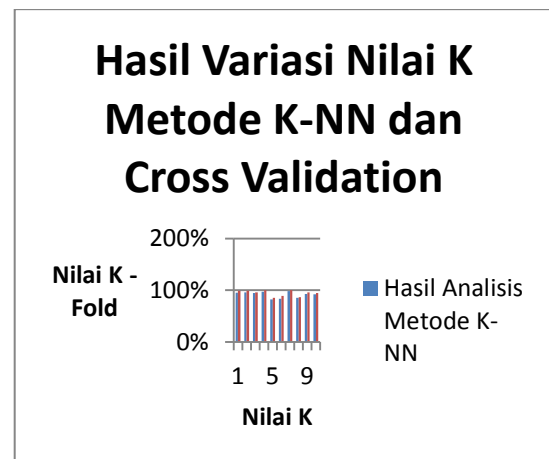 Hasil Variasi Nilai K
Metode K-NN dan
Cross Validation
200%
Nilai K -
Fold
100%
0%
1 5 9
Nilai K
Hasil Analisis
Metode K-
NN